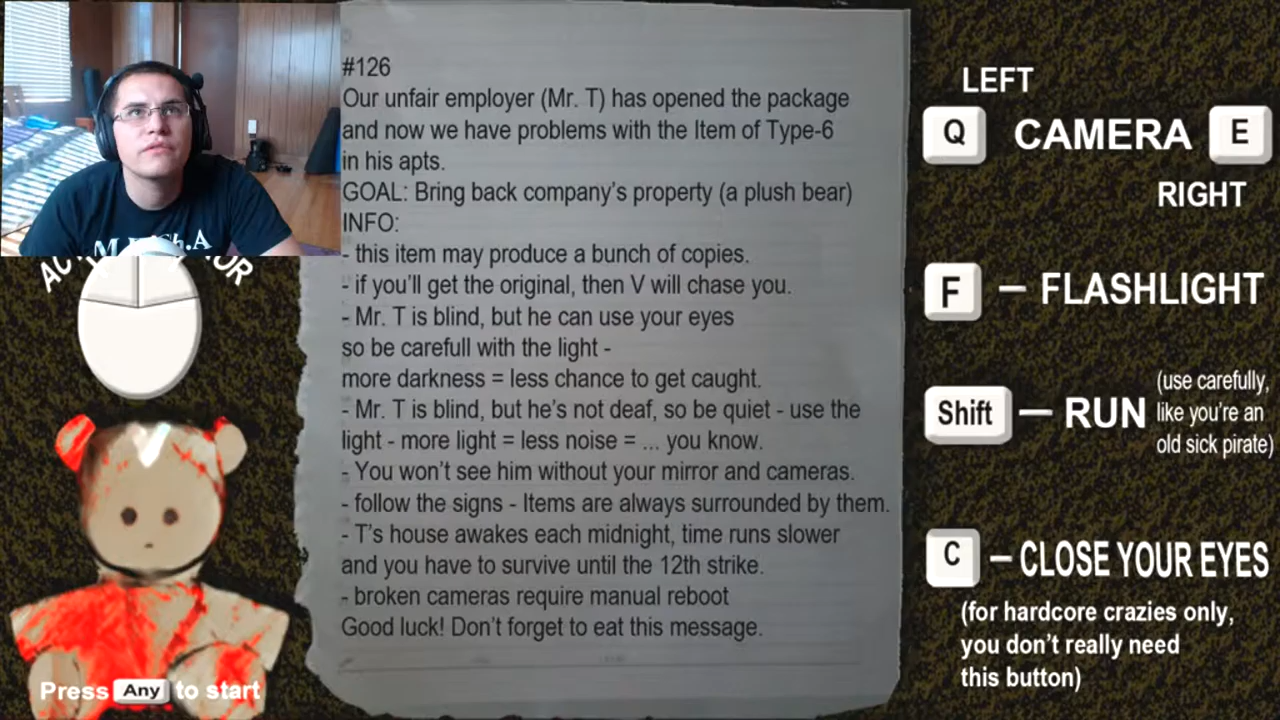 #126
Our unfair employer (Mr. T) has opened the package
and now we have problems with the Item of Type-6
in his apts.
GOAL: Bring back company's property (a plush bear)
INFO:
- this item may produce a bunch of copies.
- if you'll get the original, then V will chase you.
- Mr. T is blind, but he can use your eyes
so be carefull with the light -
more darkness = less chance to get caught.
- Mr. T is blind, but he's not deaf, so be quiet - use the
light - more light = less noise = ... you know.
- You won't see him without your mirror and cameras.
- follow the signs - Items are always surrounded by them.
- T's house awakes each midnight, time runs slower
and you have to survive until the 12th strike.
- broken cameras require manual reboot
Good luck! Don't forget to eat this message.
LEFT
Q CAMERA E
RIGHT
F – FLASHLIGHT
Shift – RUN
(use carefully,
like you're an
old sick pirate)
C – CLOSE YOUR EYES
(for hardcore crazies only,
you don't really need
this button)
Press Any to start